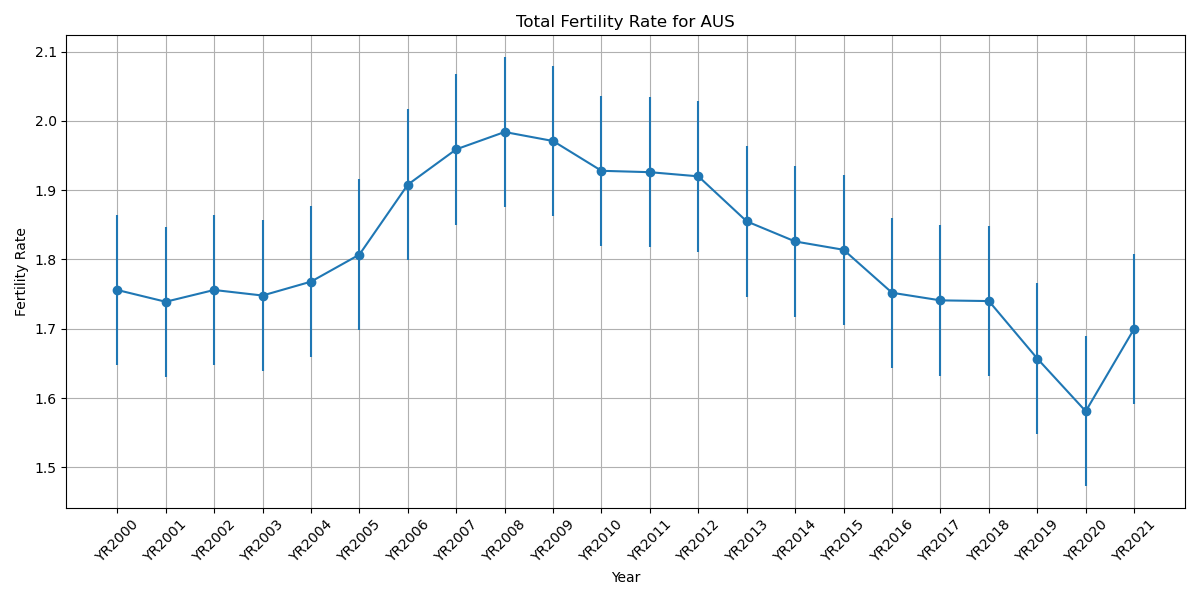 Total Fertility Rate for AUS
Fertility Rate
2.1
2.0
1.9
1.8
1.7
1.6
1.5
YR2000
YR2001
YR2002
YR2003
YR2004
YR2005
YR2006
YR2007
YR2008
YR2009
YR2010
YR2011
YR2012
YR2013
YR2014
YR2015
YR2016
YR2017
YR2018
YR2019
YR2020
YR2021
Year